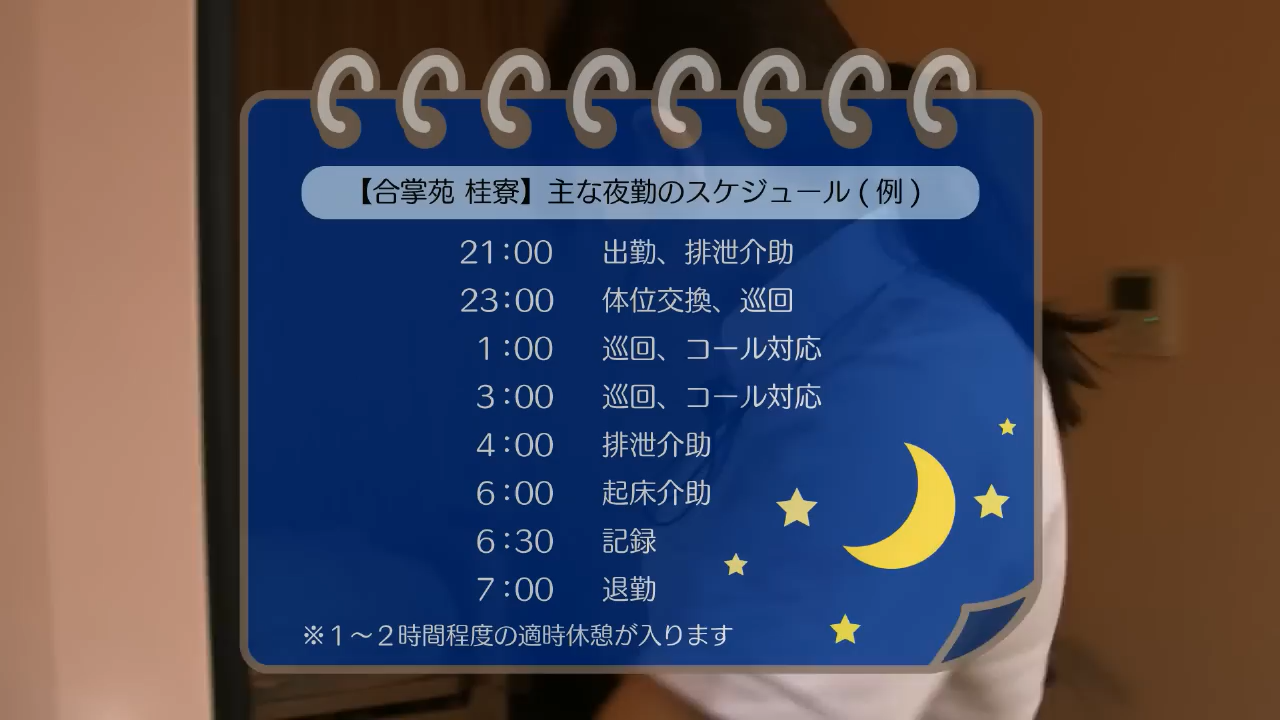 【合掌苑 桂寮】主な夜勤のスケジュール(例)
21:00 出勤、排泄介助
23:00 体位交換、巡回
1:00 巡回、コール対応
3:00 巡回、コール対応
4:00 排泄介助
6:00 起床介助
6:30 記録
7:00 退勤
※1～2時間程度の適時休憩が入ります